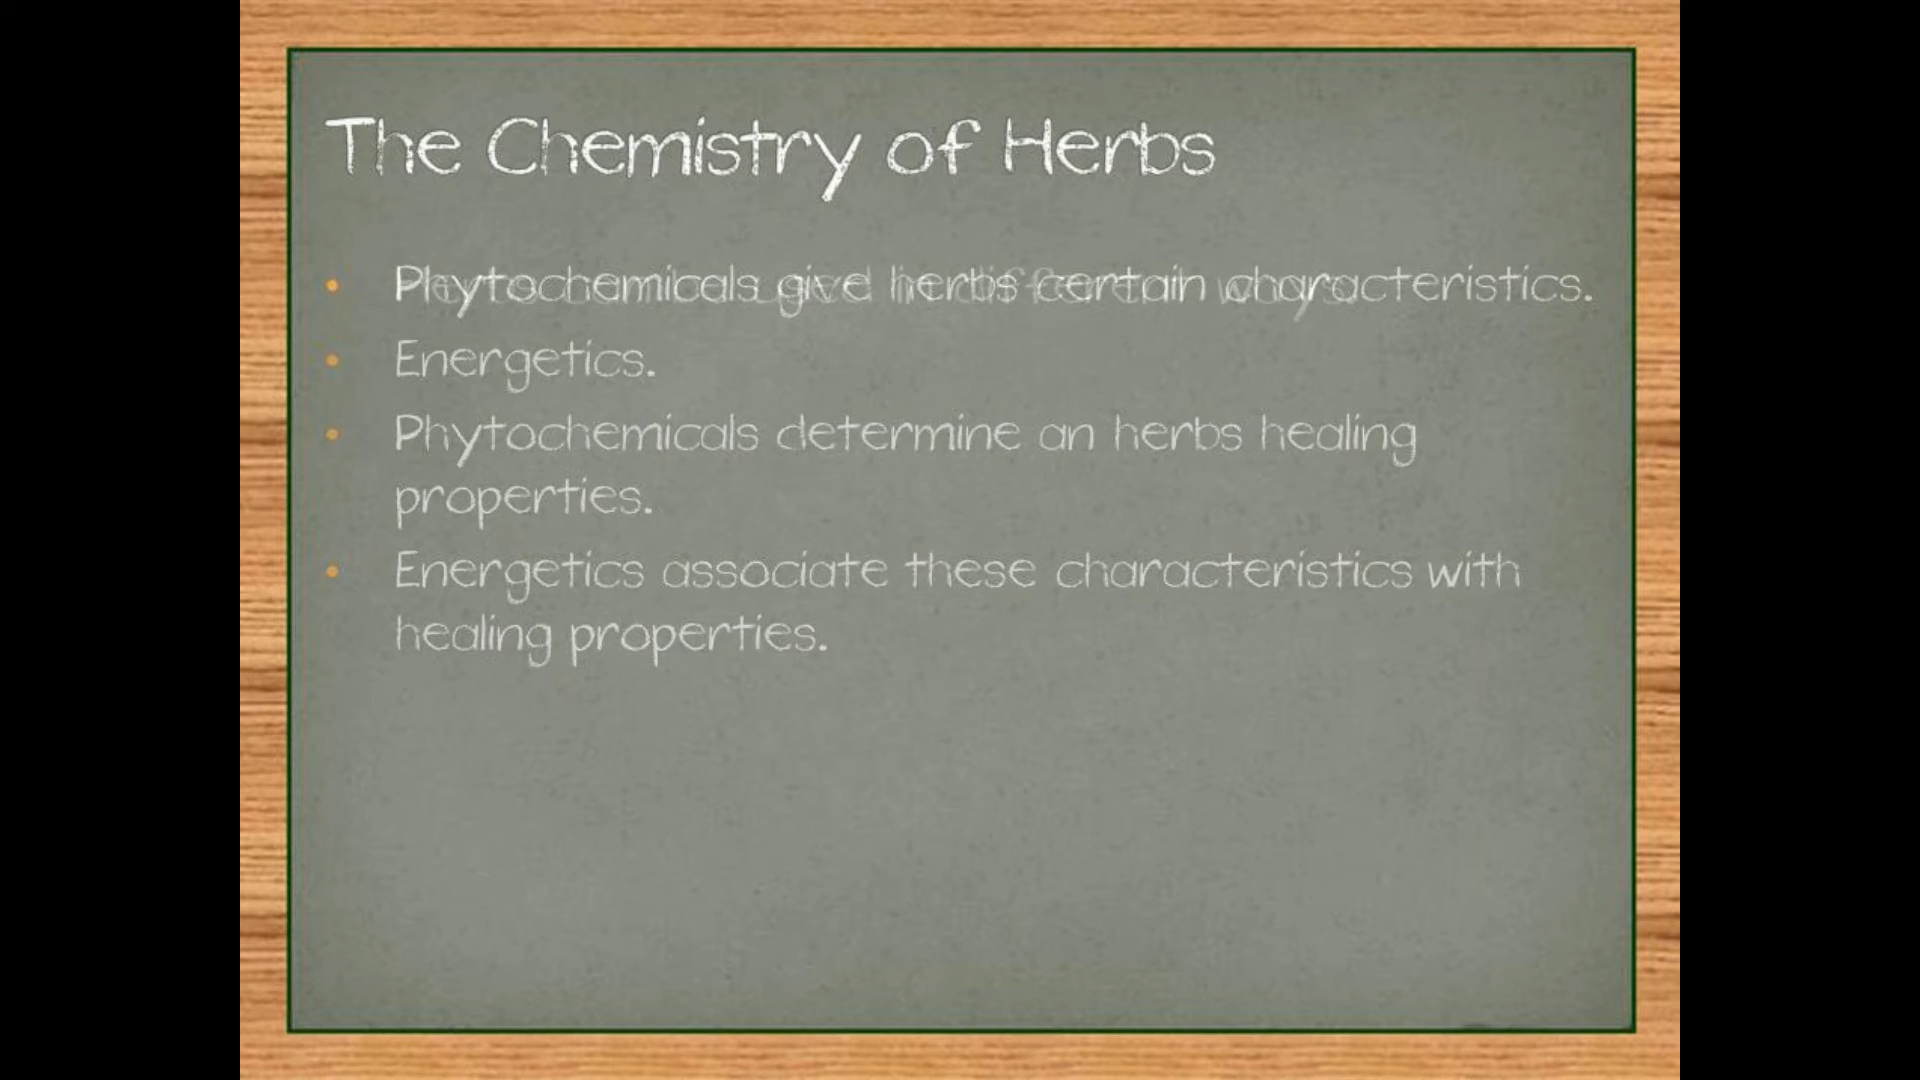 The Chemistry of Herbs
• Phytochemicals give herbs certain characteristics.
• Energetics.
• Phytochemicals determine an herbs healing
properties.
• Energetics associate these characteristics with
healing properties.